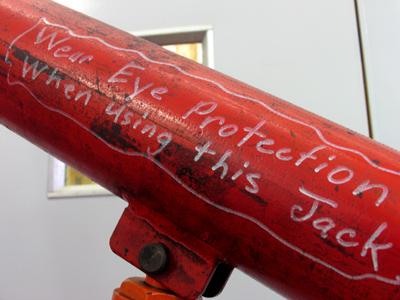 Wear Eye Protection
When using this Jack